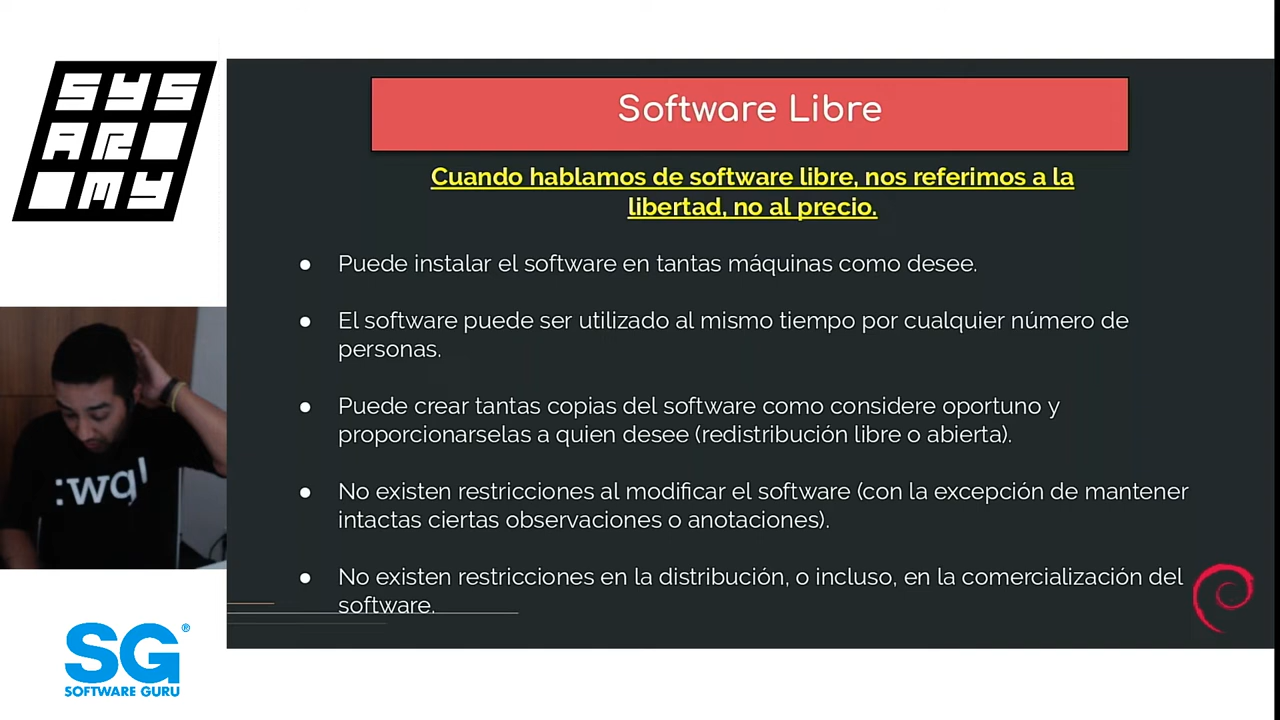 SYS
AR
MY
Software Libre
Cuando hablamos de software libre, nos referimos a la
libertad, no al precio.
● Puede instalar el software en tantas máquinas como desee.
● El software puede ser utilizado al mismo tiempo por cualquier número de
personas.
● Puede crear tantas copias del software como considere oportuno y
proporcionarselas a quien desee (redistribución libre o abierta).
● No existen restricciones al modificar el software (con la excepción de mantener
intactas ciertas observaciones o anotaciones).
● No existen restricciones en la distribución, o incluso, en la comercialización del
software.
:wq!
SG®
SOFTWARE GURU